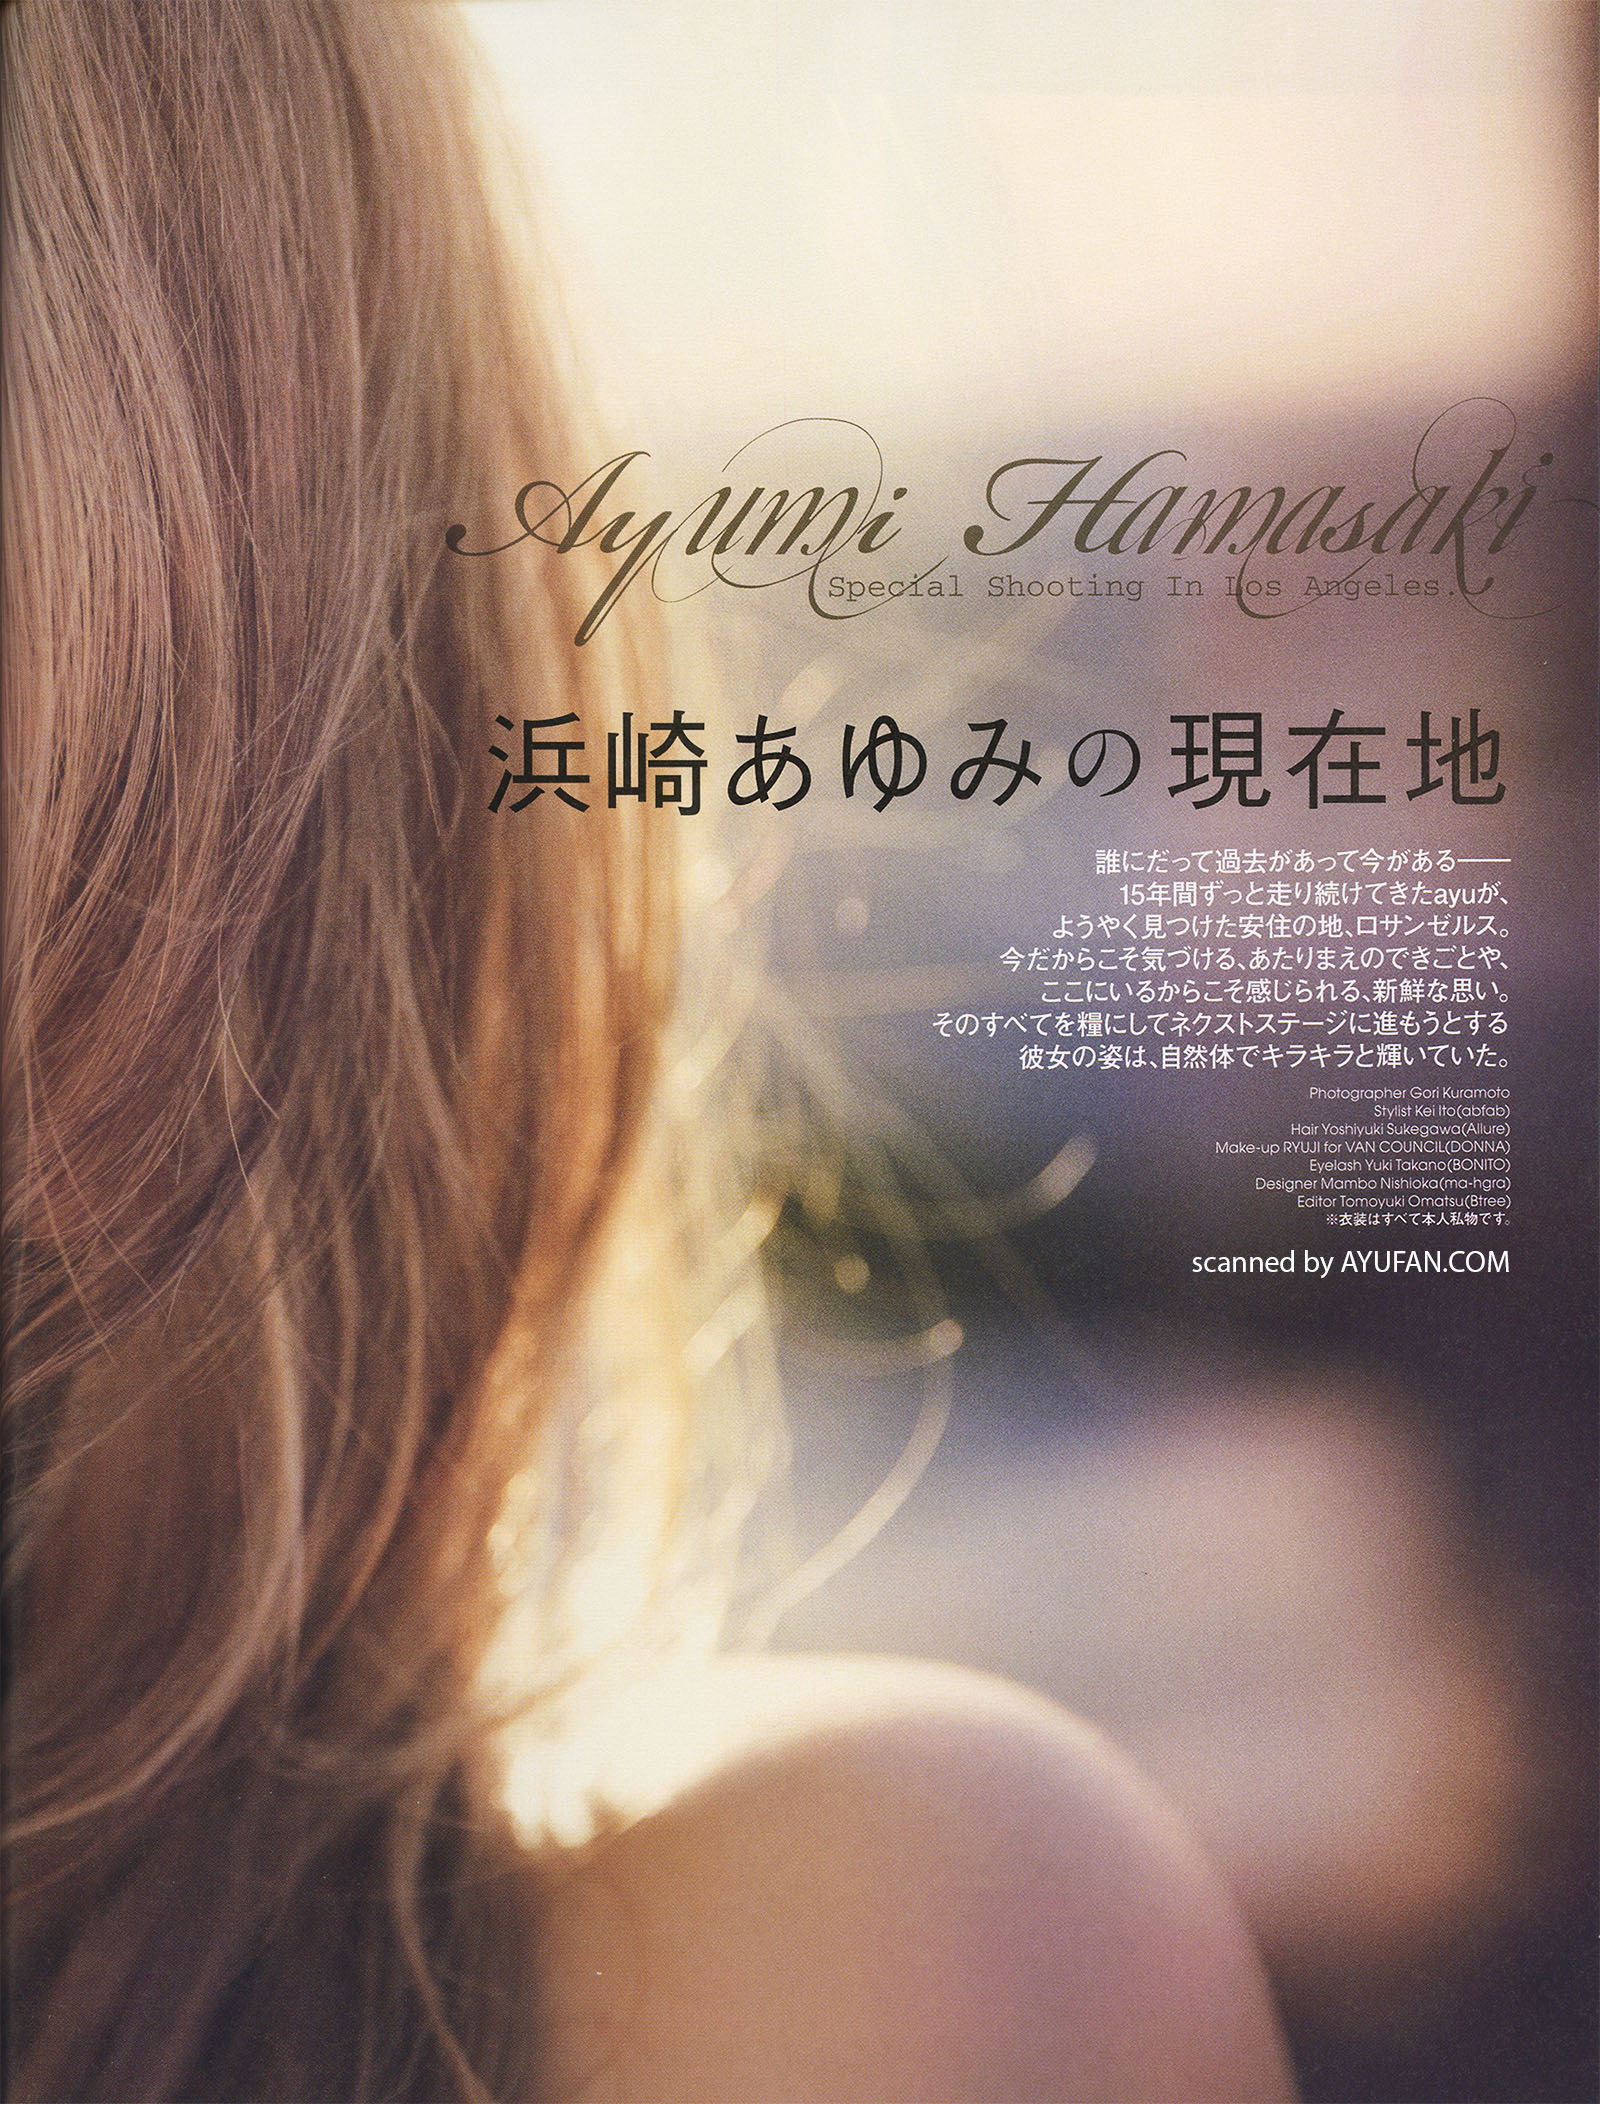 Ayumi Hamasaki
Special Shooting In Los Angeles.
浜崎あゆみの現在地
誰にだって過去があって今がある——
15年間ずっと走り続けてきたayuが、
ようやく見つけた安住の地、ロサンゼルス。
今だからこそ気づける、あたりまえのできごとや、
ここにいるからこそ感じられる、新鮮な思い。
そのすべてを糧にしてネクストステージに進もうとする
彼女の姿は、自然体でキラキラと輝いていた。
Photographer Gori Kuramoto
Stylist Kei Ito(abfab)
Hair Yoshiyuki Sukegawa(Allure)
Make-up RYUJI for VAN COUNCIL(DONNA)
Eyelash Yuki Takano(BONITO)
Designer Mambo Nishioka(ma-hgra)
Editor Tomoyuki Omatsu(Btree)
※衣装はすべて本人私物です。
scanned by AYUFAN.COM